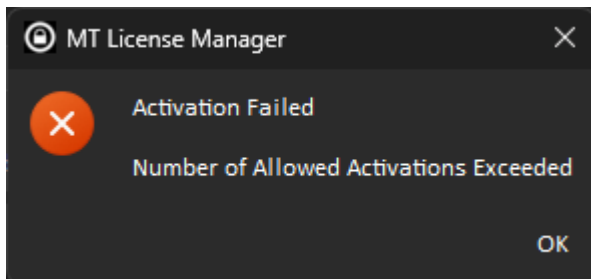 MT License Manager
Activation Failed
Number of Allowed Activations Exceeded
OK